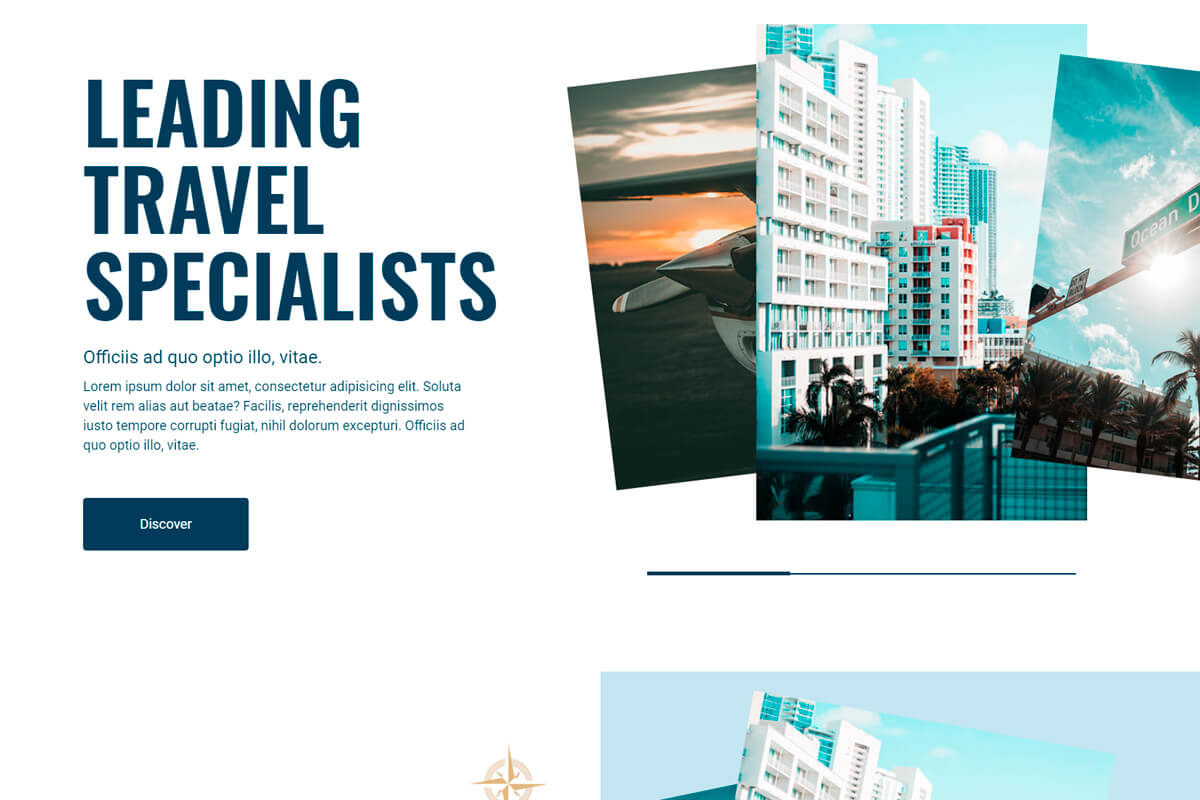 LEADING
TRAVEL
SPECIALISTS
Officiis ad quo optio illo, vitae.
Lorem ipsum dolor sit amet, consectetur adipisicing elit. Soluta
velit rem alias aut beatae? Facilis, reprehenderit dignissimos
iusto tempore corrupti fugiat, nihil dolorum excepturi. Officiis ad
quo optio illo, vitae.
Discover
Ocean D